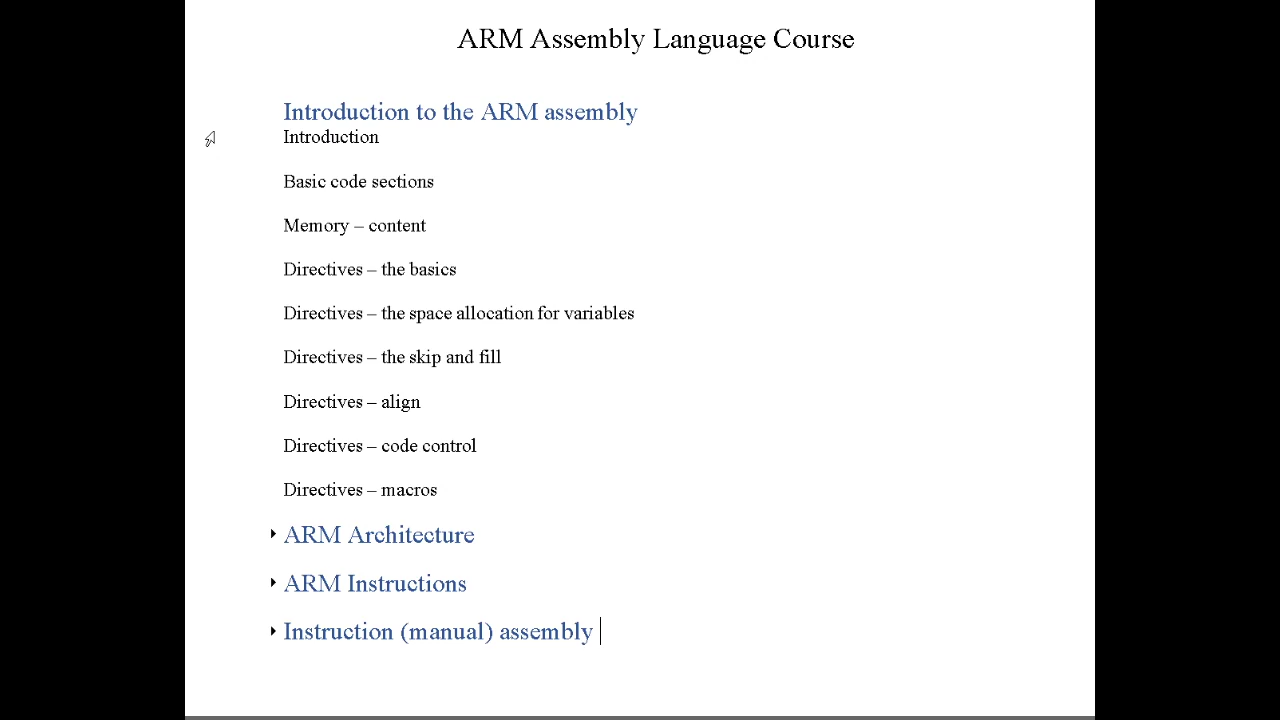 ARM Assembly Language Course
Introduction to the ARM assembly
Introduction
Basic code sections
Memory – content
Directives – the basics
Directives – the space allocation for variables
Directives – the skip and fill
Directives – align
Directives – code control
Directives – macros
ARM Architecture
ARM Instructions
Instruction (manual) assembly